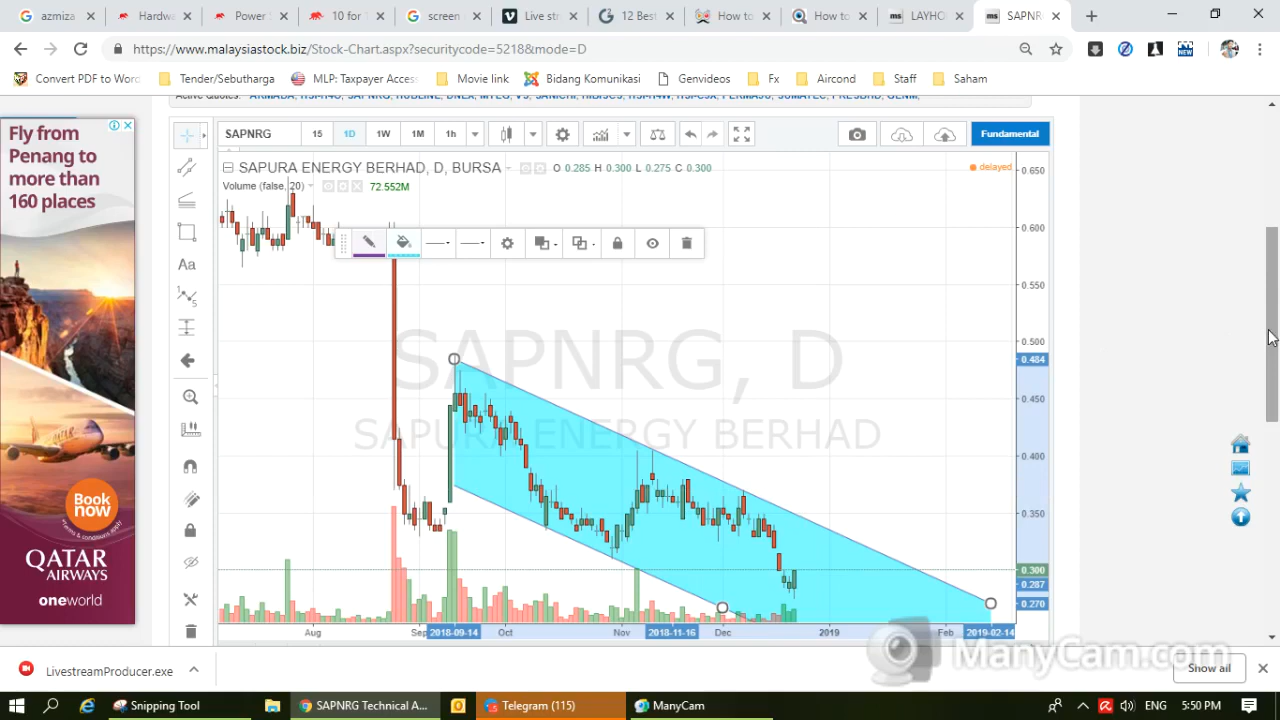 azmiza
Hardwa
Power S
10 for T
screen
Live str
12 Best
How to
How to
LAYHO
SAPNR
https://www.malaysiastock.biz/Stock-Chart.aspx?securitycode=5218&mode=D
Convert PDF to Word
Tender/Sebutharga
MLP: Taxpayer Access
Movie link
Bidang Komunikasi
Genvideos
Fx
Aircond
Staff
Saham
Fly from
Penang to
more than
160 places
Book
now
terms & conditions apply
QATAR
AIRWAYS
oneworld
SAPNRG
15
1D
1W
1M
1h
Fundamental
SAPURA ENERGY BERHAD, D, BURSA
O 0.285 H 0.300 L 0.275 C 0.300
delayed
Volume (false, 20)
72.552M
Aa
SAPNRG, D
SAPURA ENERGY BERHAD
0.650
0.600
0.550
0.500
0.484
0.450
0.400
0.350
0.300
0.287
0.270
Aug
Sep
2018-09-14
Oct
Nov
2018-11-16
Dec
2019
Feb
2019-02-14
ManyCam.com
LivestreamProducer.exe
Show all
Snipping Tool
SAPNRG Technical A...
Telegram (115)
ManyCam
ENG
5:50 PM